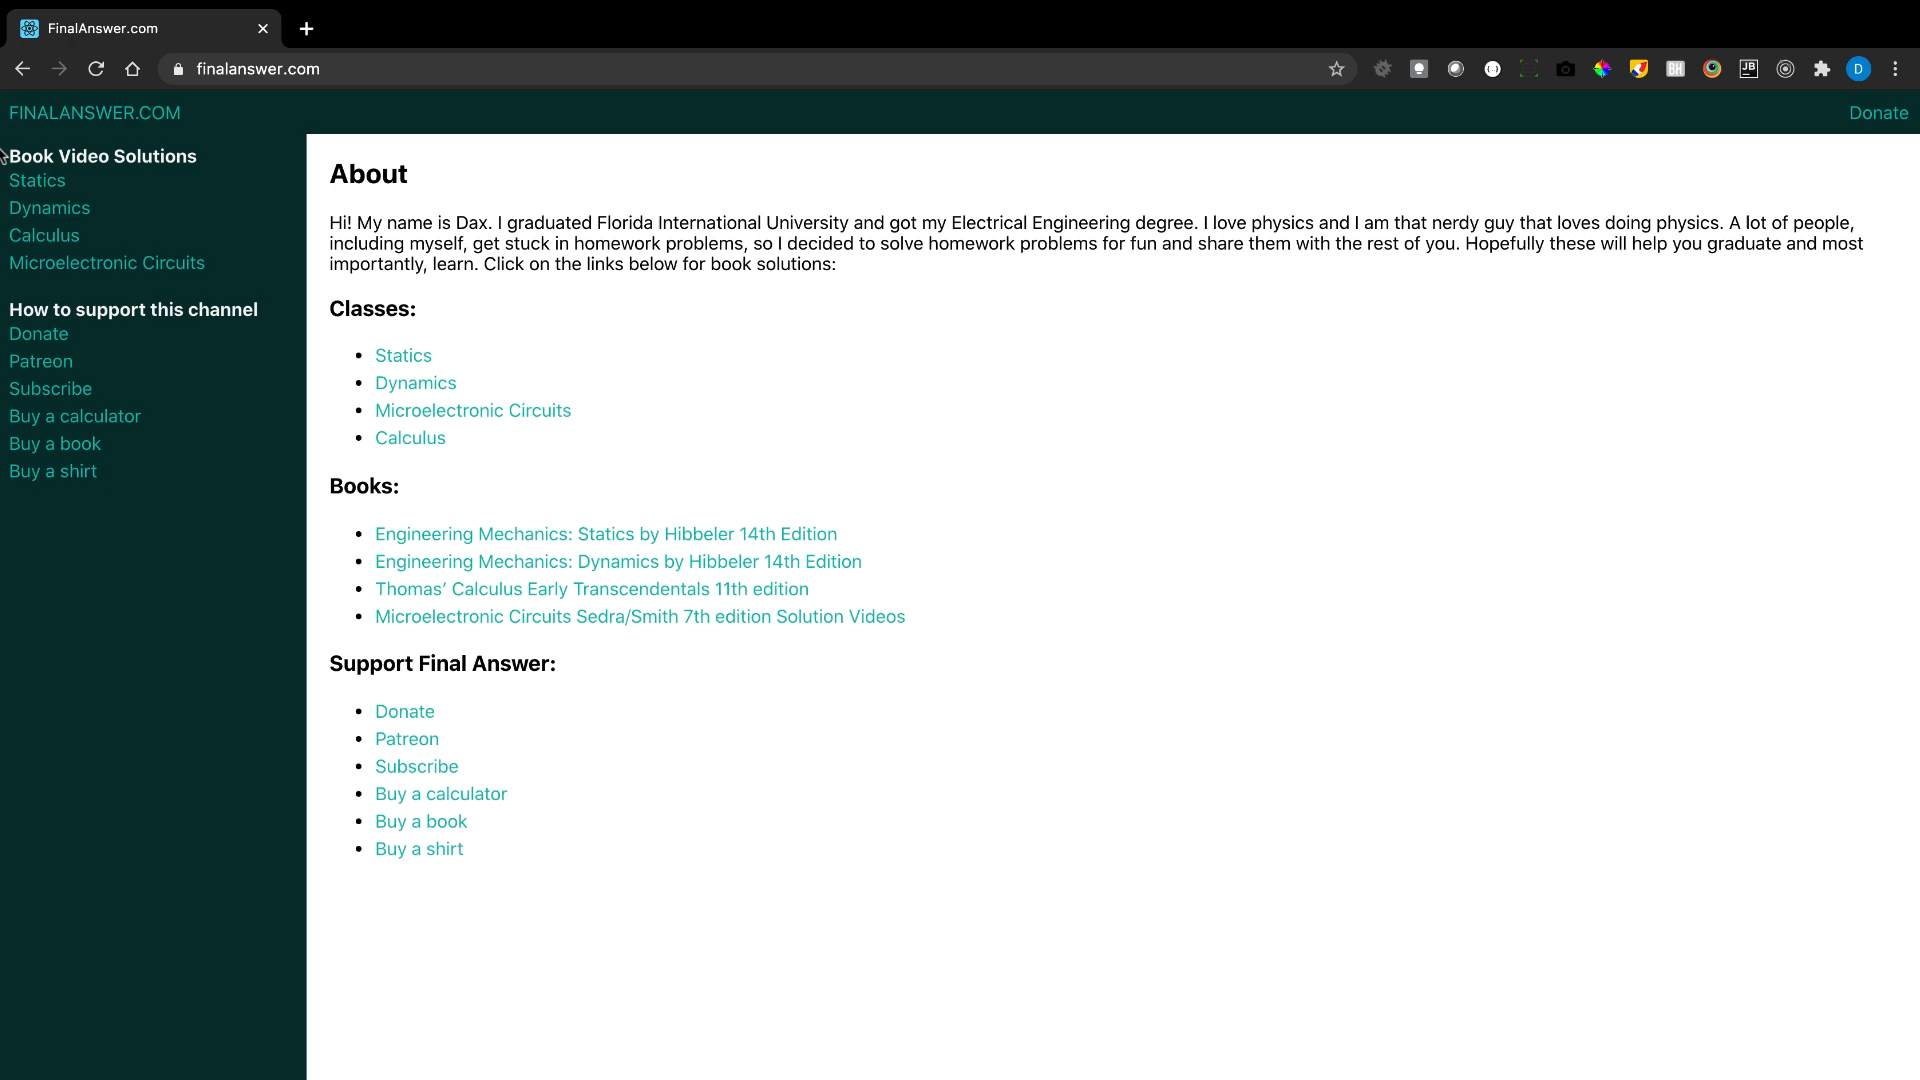 FinalAnswer.com
finalanswer.com
JB
D
FINALANSWER.COM
Donate
Book Video Solutions
Statics
Dynamics
Calculus
Microelectronic Circuits
How to support this channel
Donate
Patreon
Subscribe
Buy a calculator
Buy a book
Buy a shirt
About
Hi! My name is Dax. I graduated Florida International University and got my Electrical Engineering degree. I love physics and I am that nerdy guy that loves doing physics. A lot of people,
including myself, get stuck in homework problems, so I decided to solve homework problems for fun and share them with the rest of you. Hopefully these will help you graduate and most
importantly, learn. Click on the links below for book solutions:
Classes:
• Statics
• Dynamics
• Microelectronic Circuits
• Calculus
Books:
• Engineering Mechanics: Statics by Hibbeler 14th Edition
• Engineering Mechanics: Dynamics by Hibbeler 14th Edition
• Thomas’ Calculus Early Transcendentals 11th edition
• Microelectronic Circuits Sedra/Smith 7th edition Solution Videos
Support Final Answer:
• Donate
• Patreon
• Subscribe
• Buy a calculator
• Buy a book
• Buy a shirt